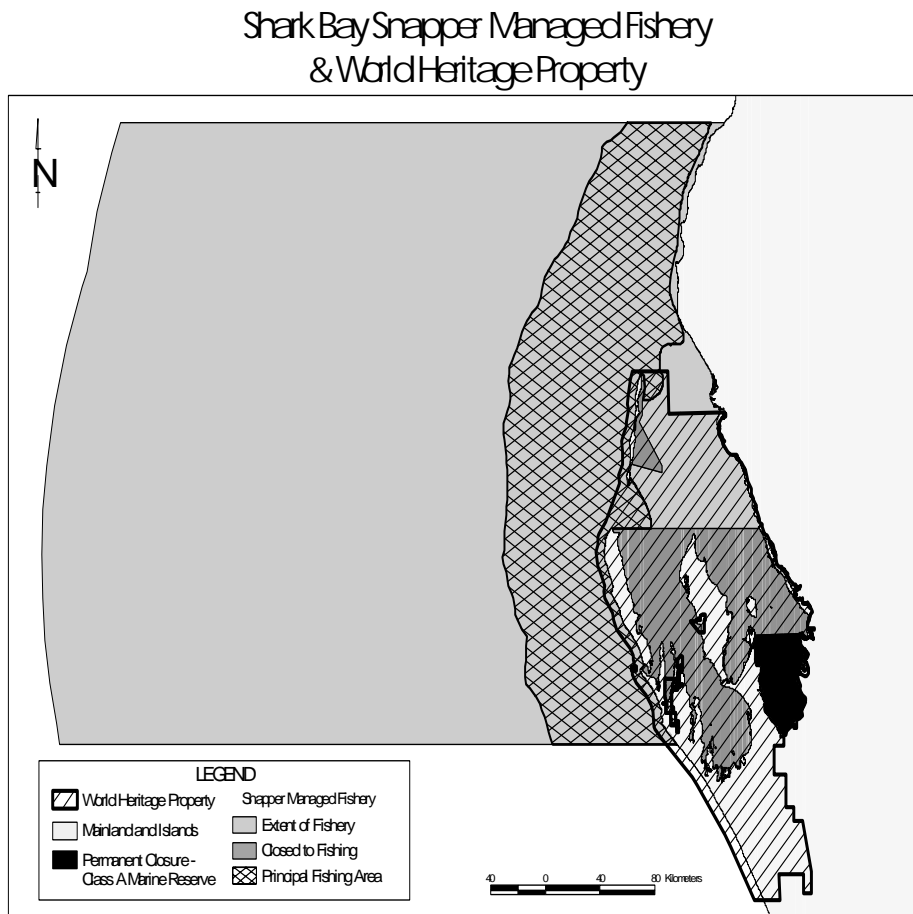 Shark Bay Snapper Managed Fishery
& World Heritage Property
N
LEGEND
World Heritage Property
Mainland and Islands
Permanent Closure -
Class A Marine Reserve
Snapper Managed Fishery
Extent of Fishery
Closed to Fishing
Principal Fishing Area
40 0 40 80 Kilometers